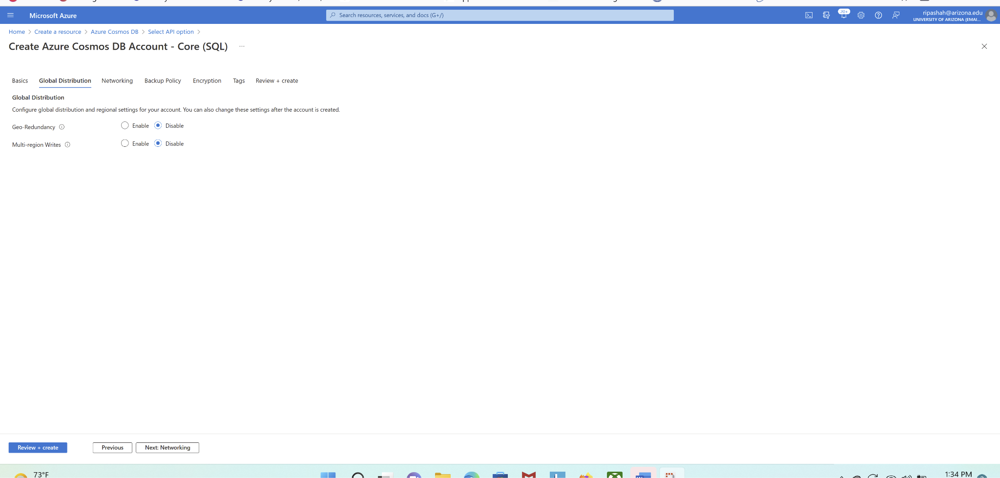 Microsoft Azure
Search resources, services, and docs (G+/)
20+
ripashah@arizona.edu
UNIVERSITY OF ARIZONA (EMAI...
Home > Create a resource > Azure Cosmos DB > Select API option >
Create Azure Cosmos DB Account - Core (SQL) ...
Basics Global Distribution Networking Backup Policy Encryption Tags Review + create
Global Distribution
Configure global distribution and regional settings for your account. You can also change these settings after the account is created.
Geo-Redundancy Enable Disable
Multi-region Writes Enable Disable
Review + create Previous Next: Networking
73°F
1:34 PM